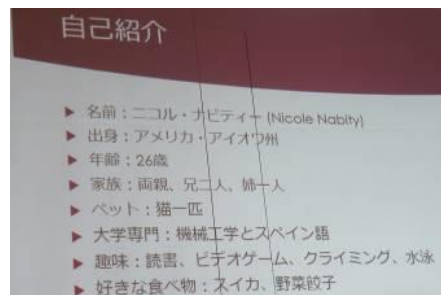 自己紹介
▶ 名前：ニコル・ナビティー (Nicole Nabity)
▶ 出身：アメリカ・アイオワ州
▶ 年齢：26歳
▶ 家族：両親、兄二人、姉一人
▶ ペット：猫一匹
▶ 大学専門：機械工学とスペイン語
▶ 趣味：読書、ビデオゲーム、クライミング、水泳
▶ 好きな食べ物：スイカ、野菜餃子